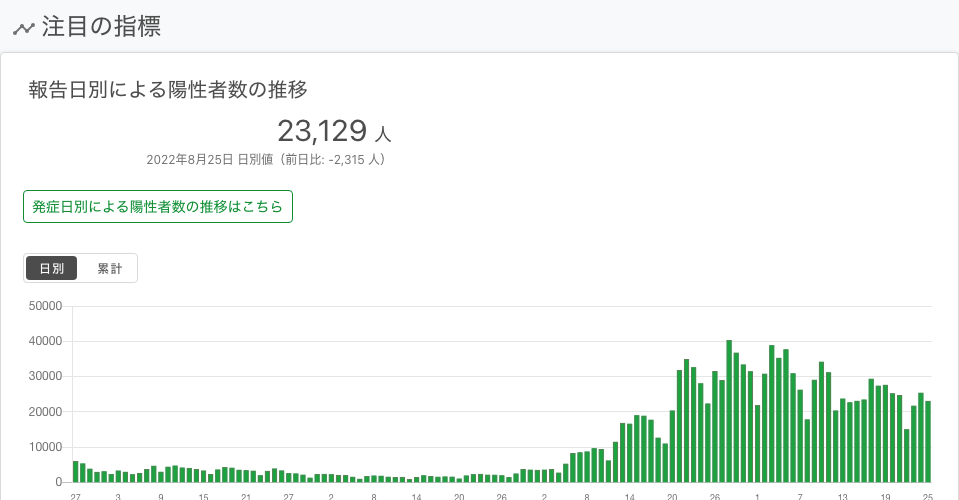 注目の指標
報告日別による陽性者数の推移
23,129 人
2022年8月25日 日別値（前日比: -2,315 人）
発症日別による陽性者数の推移はこちら
日別 累計
50000
40000
30000
20000
10000
0
27 3 9 15 21 27 2 8 14 20 26 2 8 14 20 26 1 7 13 19 25